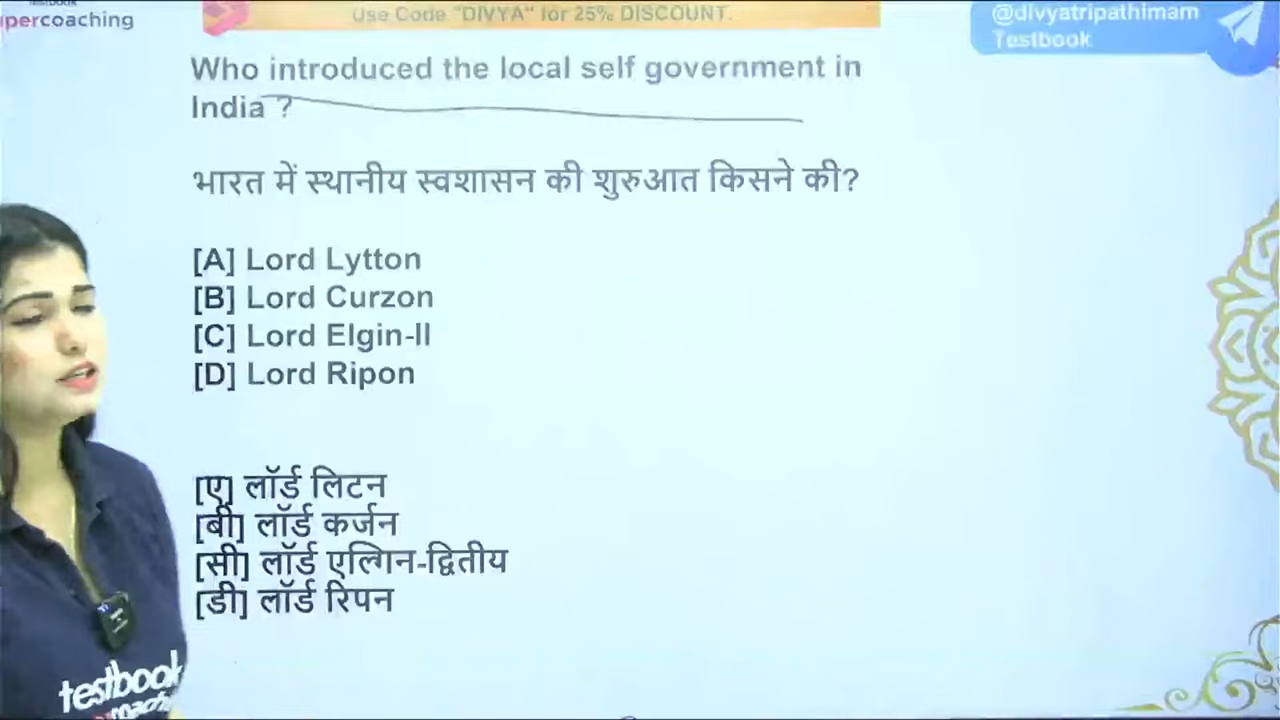 testbook
percoaching
Use Code "DIVYA" for 25% DISCOUNT.
@divyatripathimam
Testbook
Who introduced the local self government in
India ?
भारत में स्थानीय स्वशासन की शुरुआत किसने की?
[A] Lord Lytton
[B] Lord Curzon
[C] Lord Elgin-II
[D] Lord Ripon
[ए] लॉर्ड लिटन
[बी] लॉर्ड कर्जन
[सी] लॉर्ड एल्गिन-द्वितीय
[डी] लॉर्ड रिपन
testbook